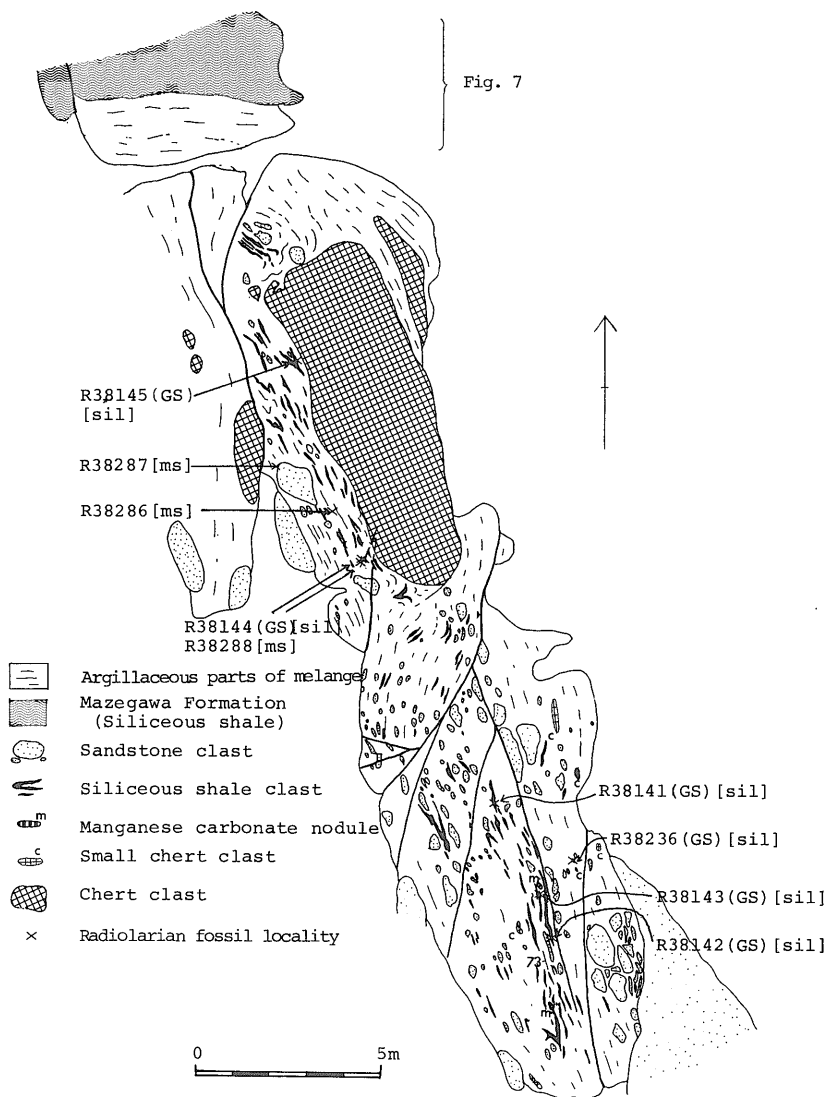 Fig. 7
R38145(GS)
[sil]
R38287[ms]
R38286[ms]
R38144(GS)[sil]
R38288[ms]
Argillaceous parts of melange
Mazegawa Formation
(Siliceous shale)
Sandstone clast
Siliceous shale clast
m
Manganese carbonate nodule
c
Small chert clast
Chert clast
× Radiolarian fossil locality
c
c
R38141(GS)[sil]
R38236(GS)[sil]
c
c
m
R38143(GS)[sil]
c
R38142(GS)[sil]
73
m
0 5m